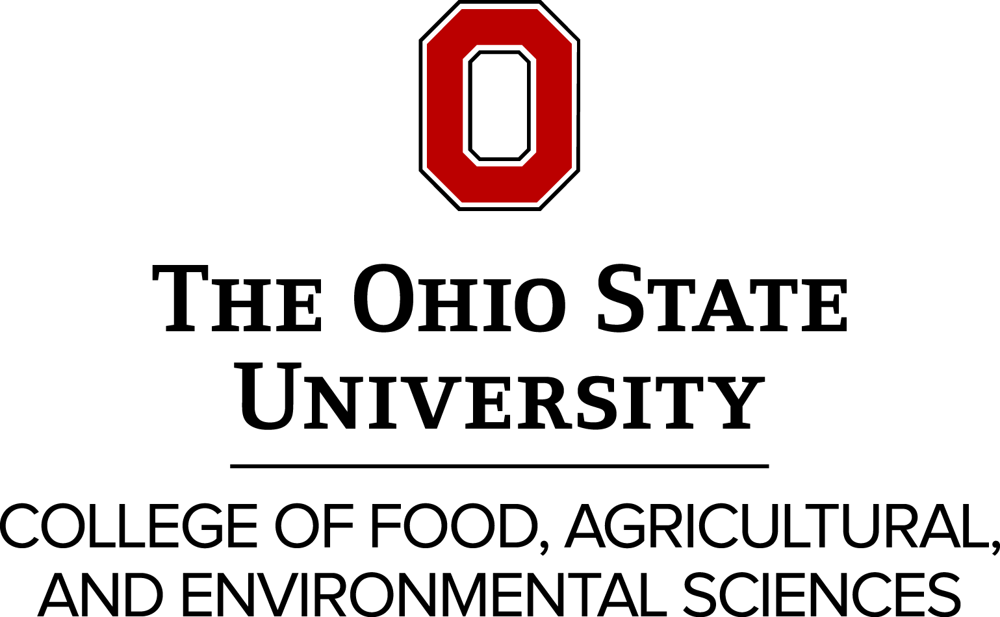 O
THE OHIO STATE
UNIVERSITY
COLLEGE OF FOOD, AGRICULTURAL,
AND ENVIRONMENTAL SCIENCES